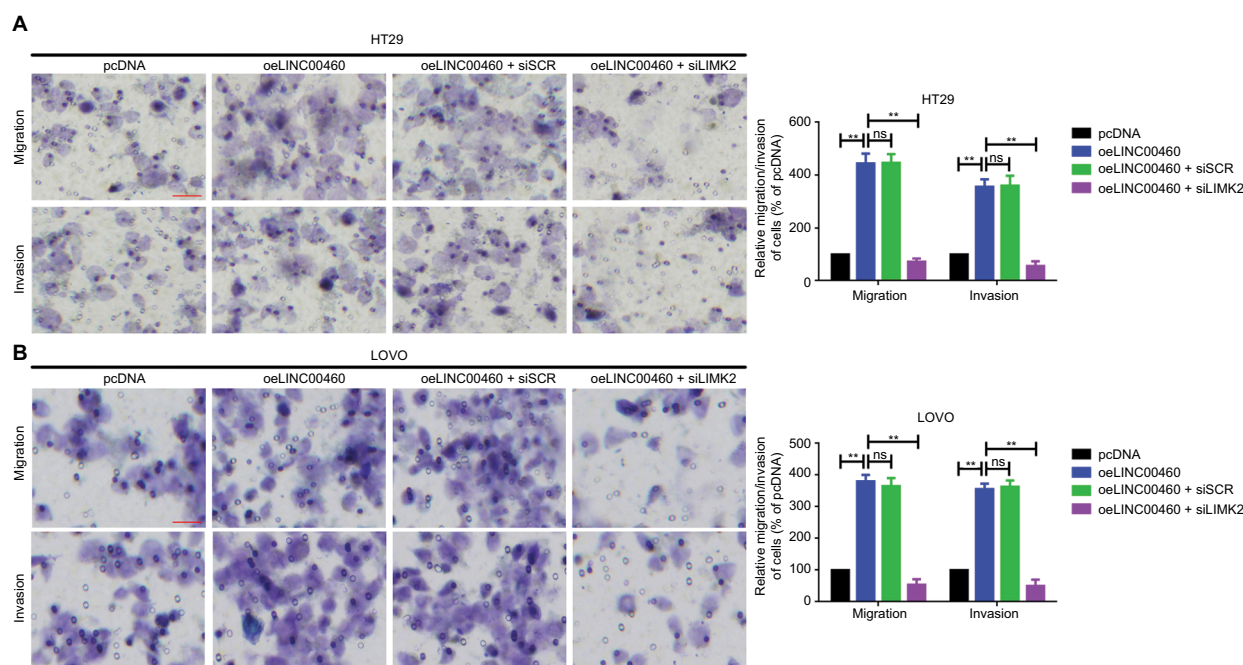 A
HT29
pcDNA oeLINC00460 oeLINC00460 + siSCR oeLINC00460 + siLIMK2
Migration
Invasion
HT29
Relative migration/invasion
of cells (% of pcDNA)
600
400
200
0
** ns **
** ns **
Migration Invasion
pcDNA
oeLINC00460
oeLINC00460 + siSCR
oeLINC00460 + siLIMK2
B
LOVO
pcDNA oeLINC00460 oeLINC00460 + siSCR oeLINC00460 + siLIMK2
Migration
Invasion
LOVO
Relative migration/invasion
of cells (% of pcDNA)
500
400
300
200
100
0
** ns **
** ns **
Migration Invasion
pcDNA
oeLINC00460
oeLINC00460 + siSCR
oeLINC00460 + siLIMK2